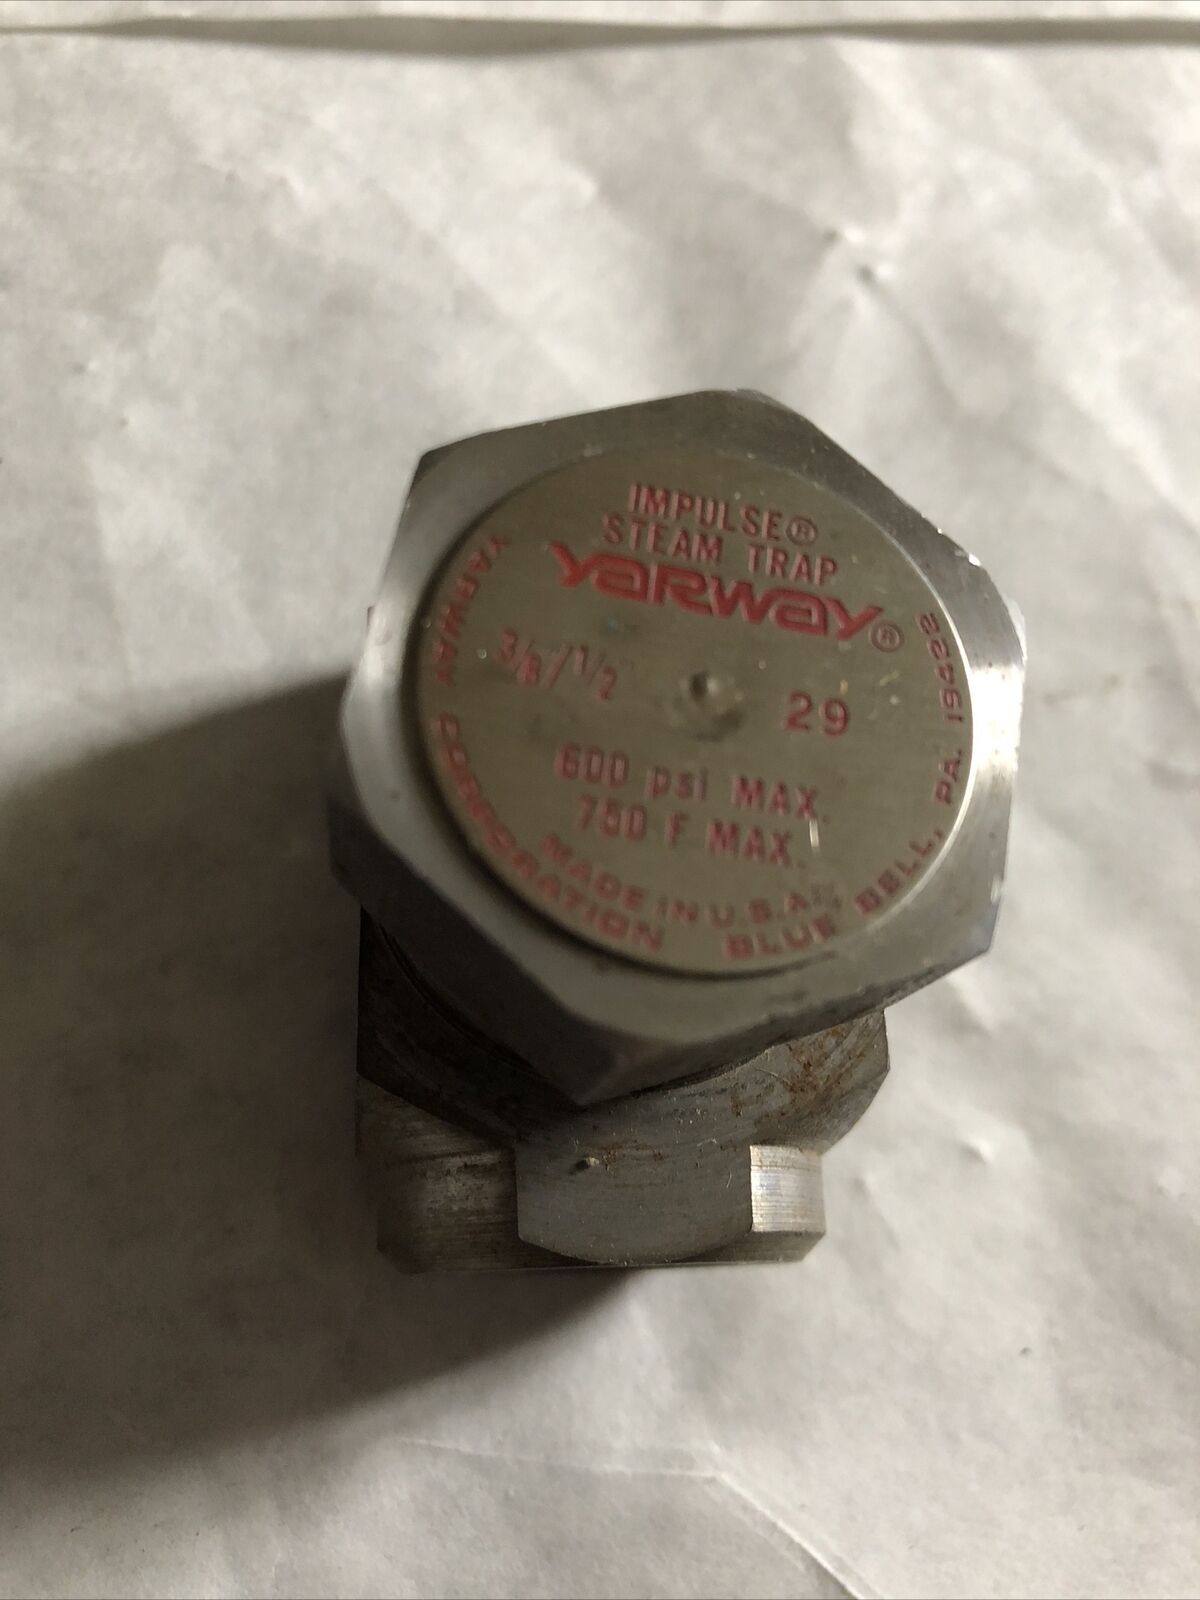 IMPULSE®
STEAM TRAP
YARWAY®
3/8"/1/2"
29
600 psi MAX.
750 F MAX.
MADE IN U.S.A.
YARWAY CORPORATION BLUE BELL, PA. 19422